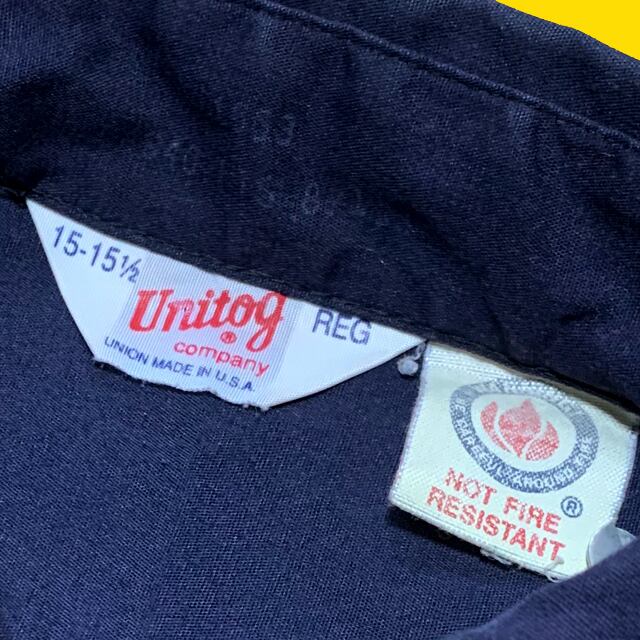 15-15½
Unitog®
company
REG
UNION MADE IN U.S.A.
®
NOT FIRE
RESISTANT